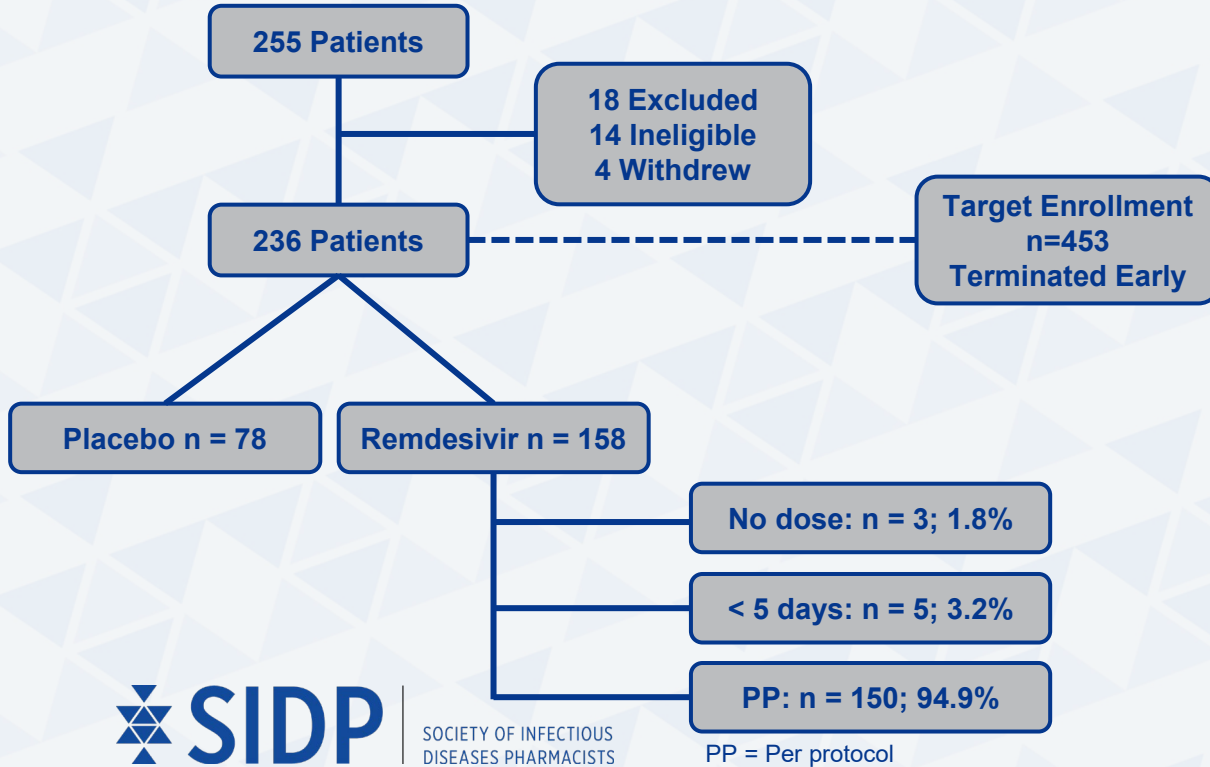 255 Patients
18 Excluded
14 Ineligible
4 Withdrew
236 Patients
Target Enrollment
n=453
Terminated Early
Placebo n = 78
Remdesivir n = 158
No dose: n = 3; 1.8%
< 5 days: n = 5; 3.2%
PP: n = 150; 94.9%
SIDP
SOCIETY OF INFECTIOUS
DISEASES PHARMACISTS
PP = Per protocol